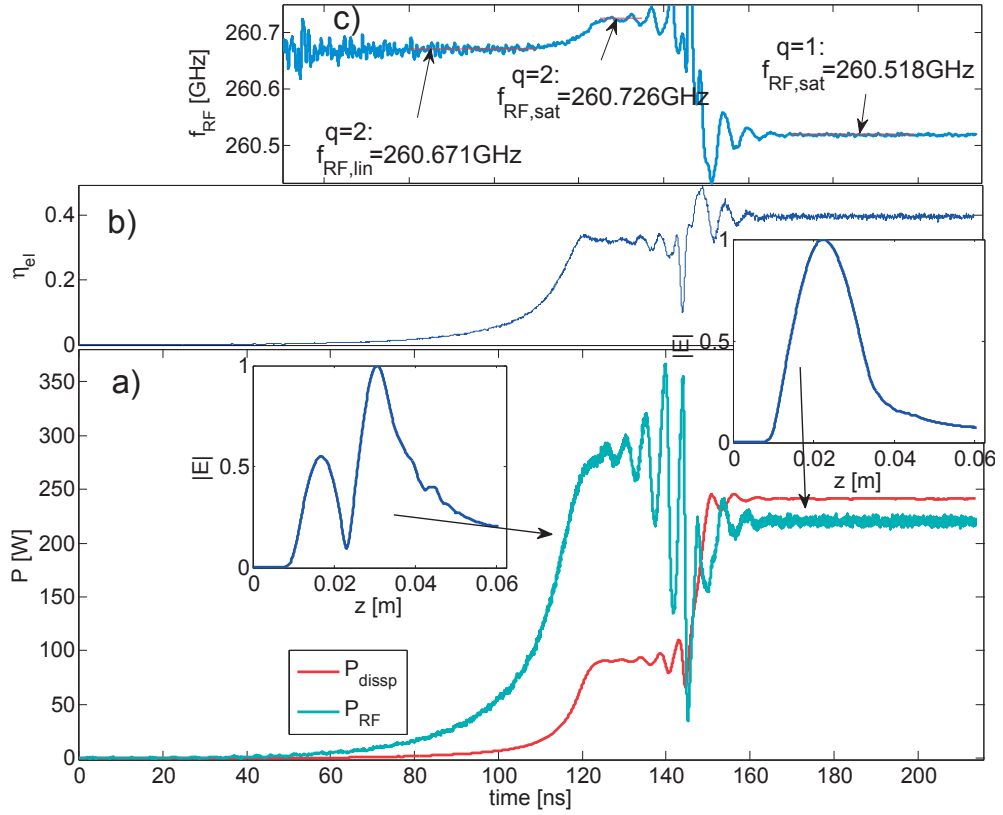 c)
260.7
260.6
260.5
f_RF [GHz]
q=2:
f_RF,lin=260.671GHz
q=2:
f_RF,sat=260.726GHz
q=1:
f_RF,sat=260.518GHz
b)
0.4
0.2
0
η_el
a)
350
300
250
200
150
100
50
0
P [W]
1
0.5
0
|E|
0 0.02 0.04 0.06
z [m]
1
0.5
0
|E|
0 0.02 0.04 0.06
z [m]
P_dissp
P_RF
0 20 40 60 80 100 120 140 160 180 200
time [ns]